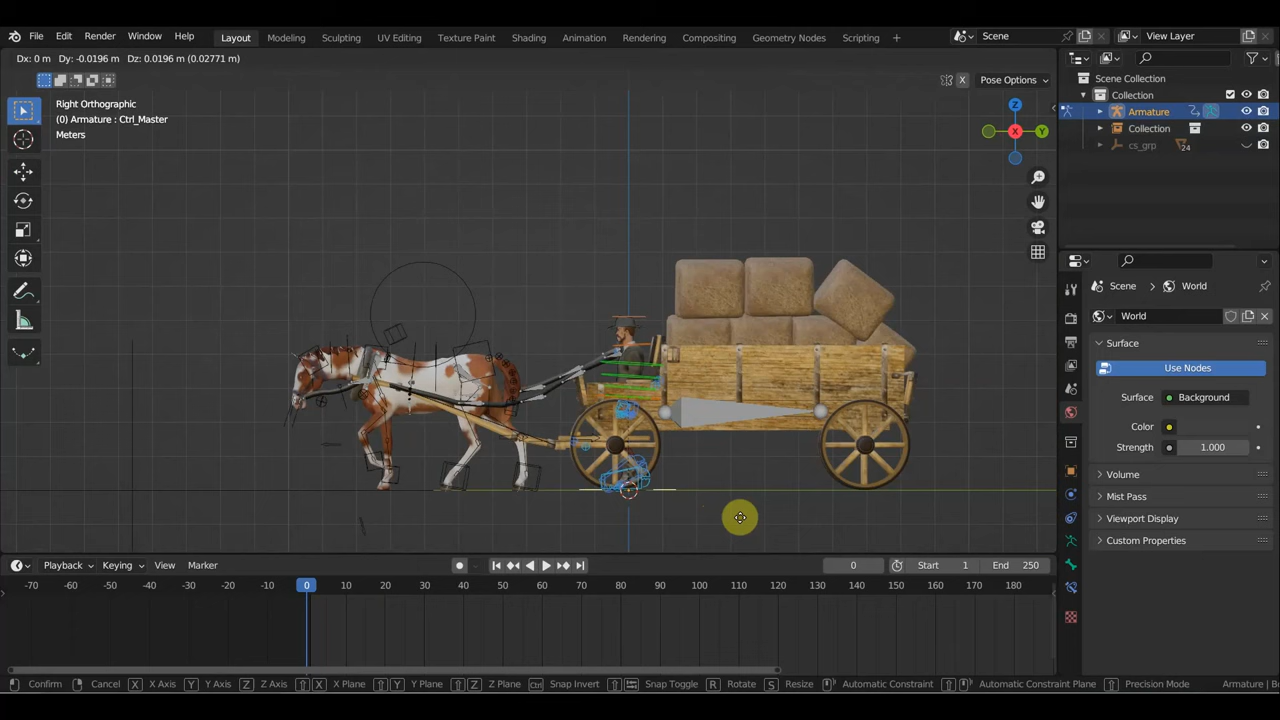 File Edit Render Window Help Layout Modeling Sculpting UV Editing Texture Paint Shading Animation Rendering Compositing Geometry Nodes Scripting + Scene View Layer
Dx: 0 m Dy: -0.0196 m Dz: 0.0196 m (0.02771 m)
X Pose Options
Right Orthographic
(0) Armature : Ctrl_Master
Meters
Z
X
Y
Scene Collection
Collection
Armature
Collection
cs_grp 24
Scene > World
World
Surface
Use Nodes
Surface Background
Color
Strength 1.000
Volume
Mist Pass
Viewport Display
Custom Properties
Playback Keying View Marker 0 Start 1 End 250
-70 -60 -50 -40 -30 -20 -10 0 10 20 30 40 50 60 70 80 90 100 110 120 130 140 150 160 170 180
Confirm Cancel X X Axis Y Y Axis Z Z Axis X X Plane Y Y Plane Z Z Plane Ctrl Snap Invert Snap Toggle R Rotate S Resize Automatic Constraint Automatic Constraint Plane Precision Mode Armature | B